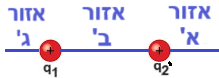 אזור אזור אזור
ג' ב' א'
+ +
q1 q2